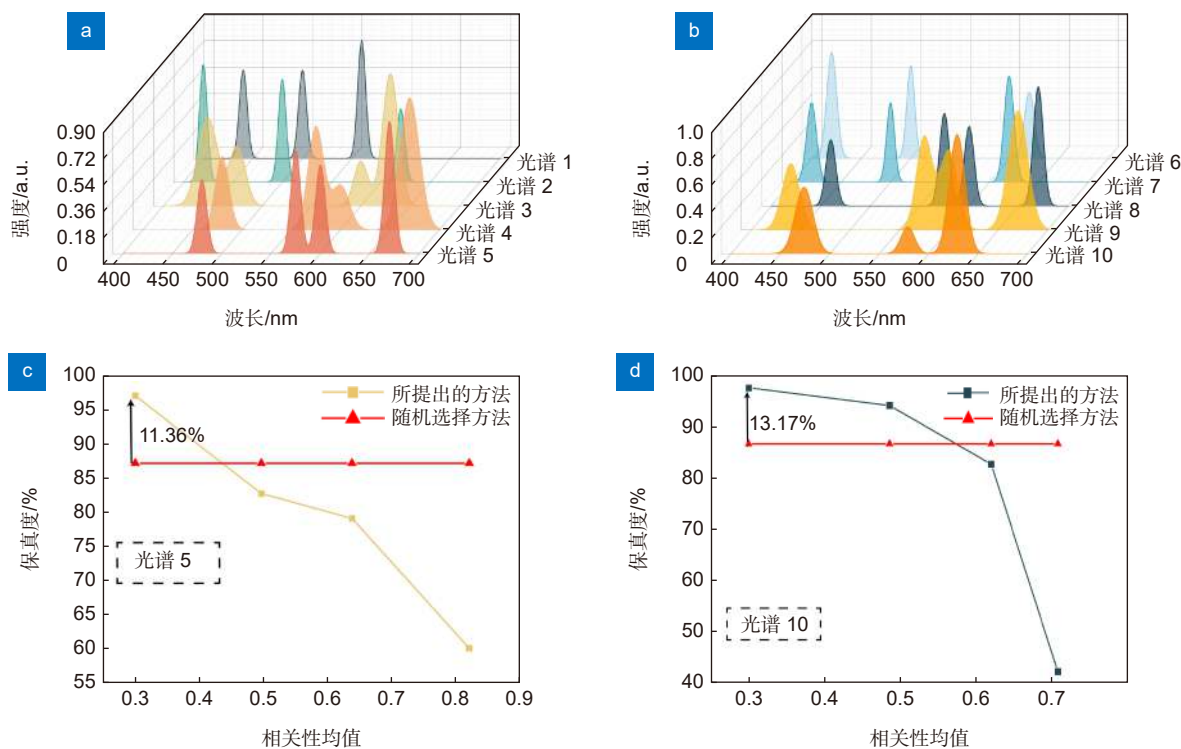 a
0.90
0.72
0.54
0.36
0.18
0
强度/a.u.
400 450 500 550 600 650 700
波长/nm
光谱 1
光谱 2
光谱 3
光谱 4
光谱 5
b
1.0
0.8
0.6
0.4
0.2
0
强度/a.u.
400 450 500 550 600 650 700
波长/nm
光谱 6
光谱 7
光谱 8
光谱 9
光谱 10
c
100
95
90
85
80
75
70
65
60
55
保真度/%
所提出的方法
随机选择方法
11.36%
光谱 5
0.3 0.4 0.5 0.6 0.7 0.8 0.9
相关性均值
d
100
90
80
70
60
50
40
保真度/%
所提出的方法
随机选择方法
13.17%
光谱 10
0.3 0.4 0.5 0.6 0.7
相关性均值